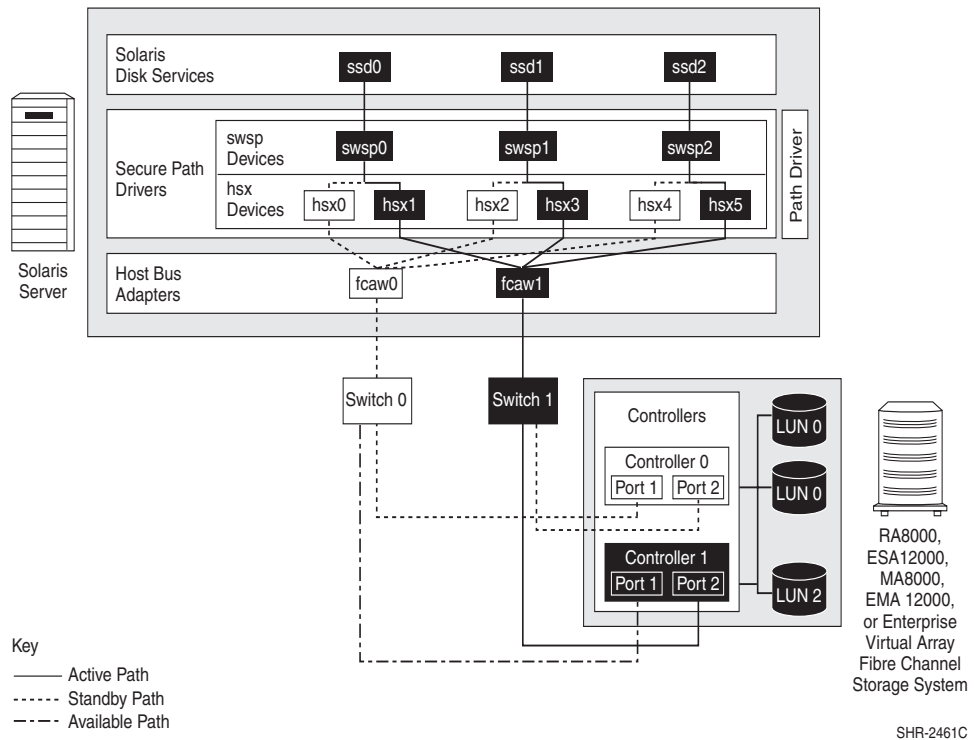 Solaris
Disk Services
ssd0
ssd1
ssd2
Secure Path
Drivers
swsp
Devices
swsp0
swsp1
swsp2
hsx
Devices
hsx0
hsx1
hsx2
hsx3
hsx4
hsx5
Path Driver
Solaris
Server
Host Bus
Adapters
fcaw0
fcaw1
Switch 0
Switch 1
Controllers
Controller 0
Port 1
Port 2
Controller 1
Port 1
Port 2
LUN 0
LUN 0
LUN 2
RA8000,
ESA12000,
MA8000,
EMA 12000,
or Enterprise
Virtual Array
Fibre Channel
Storage System
Key
Active Path
Standby Path
Available Path
SHR-2461C